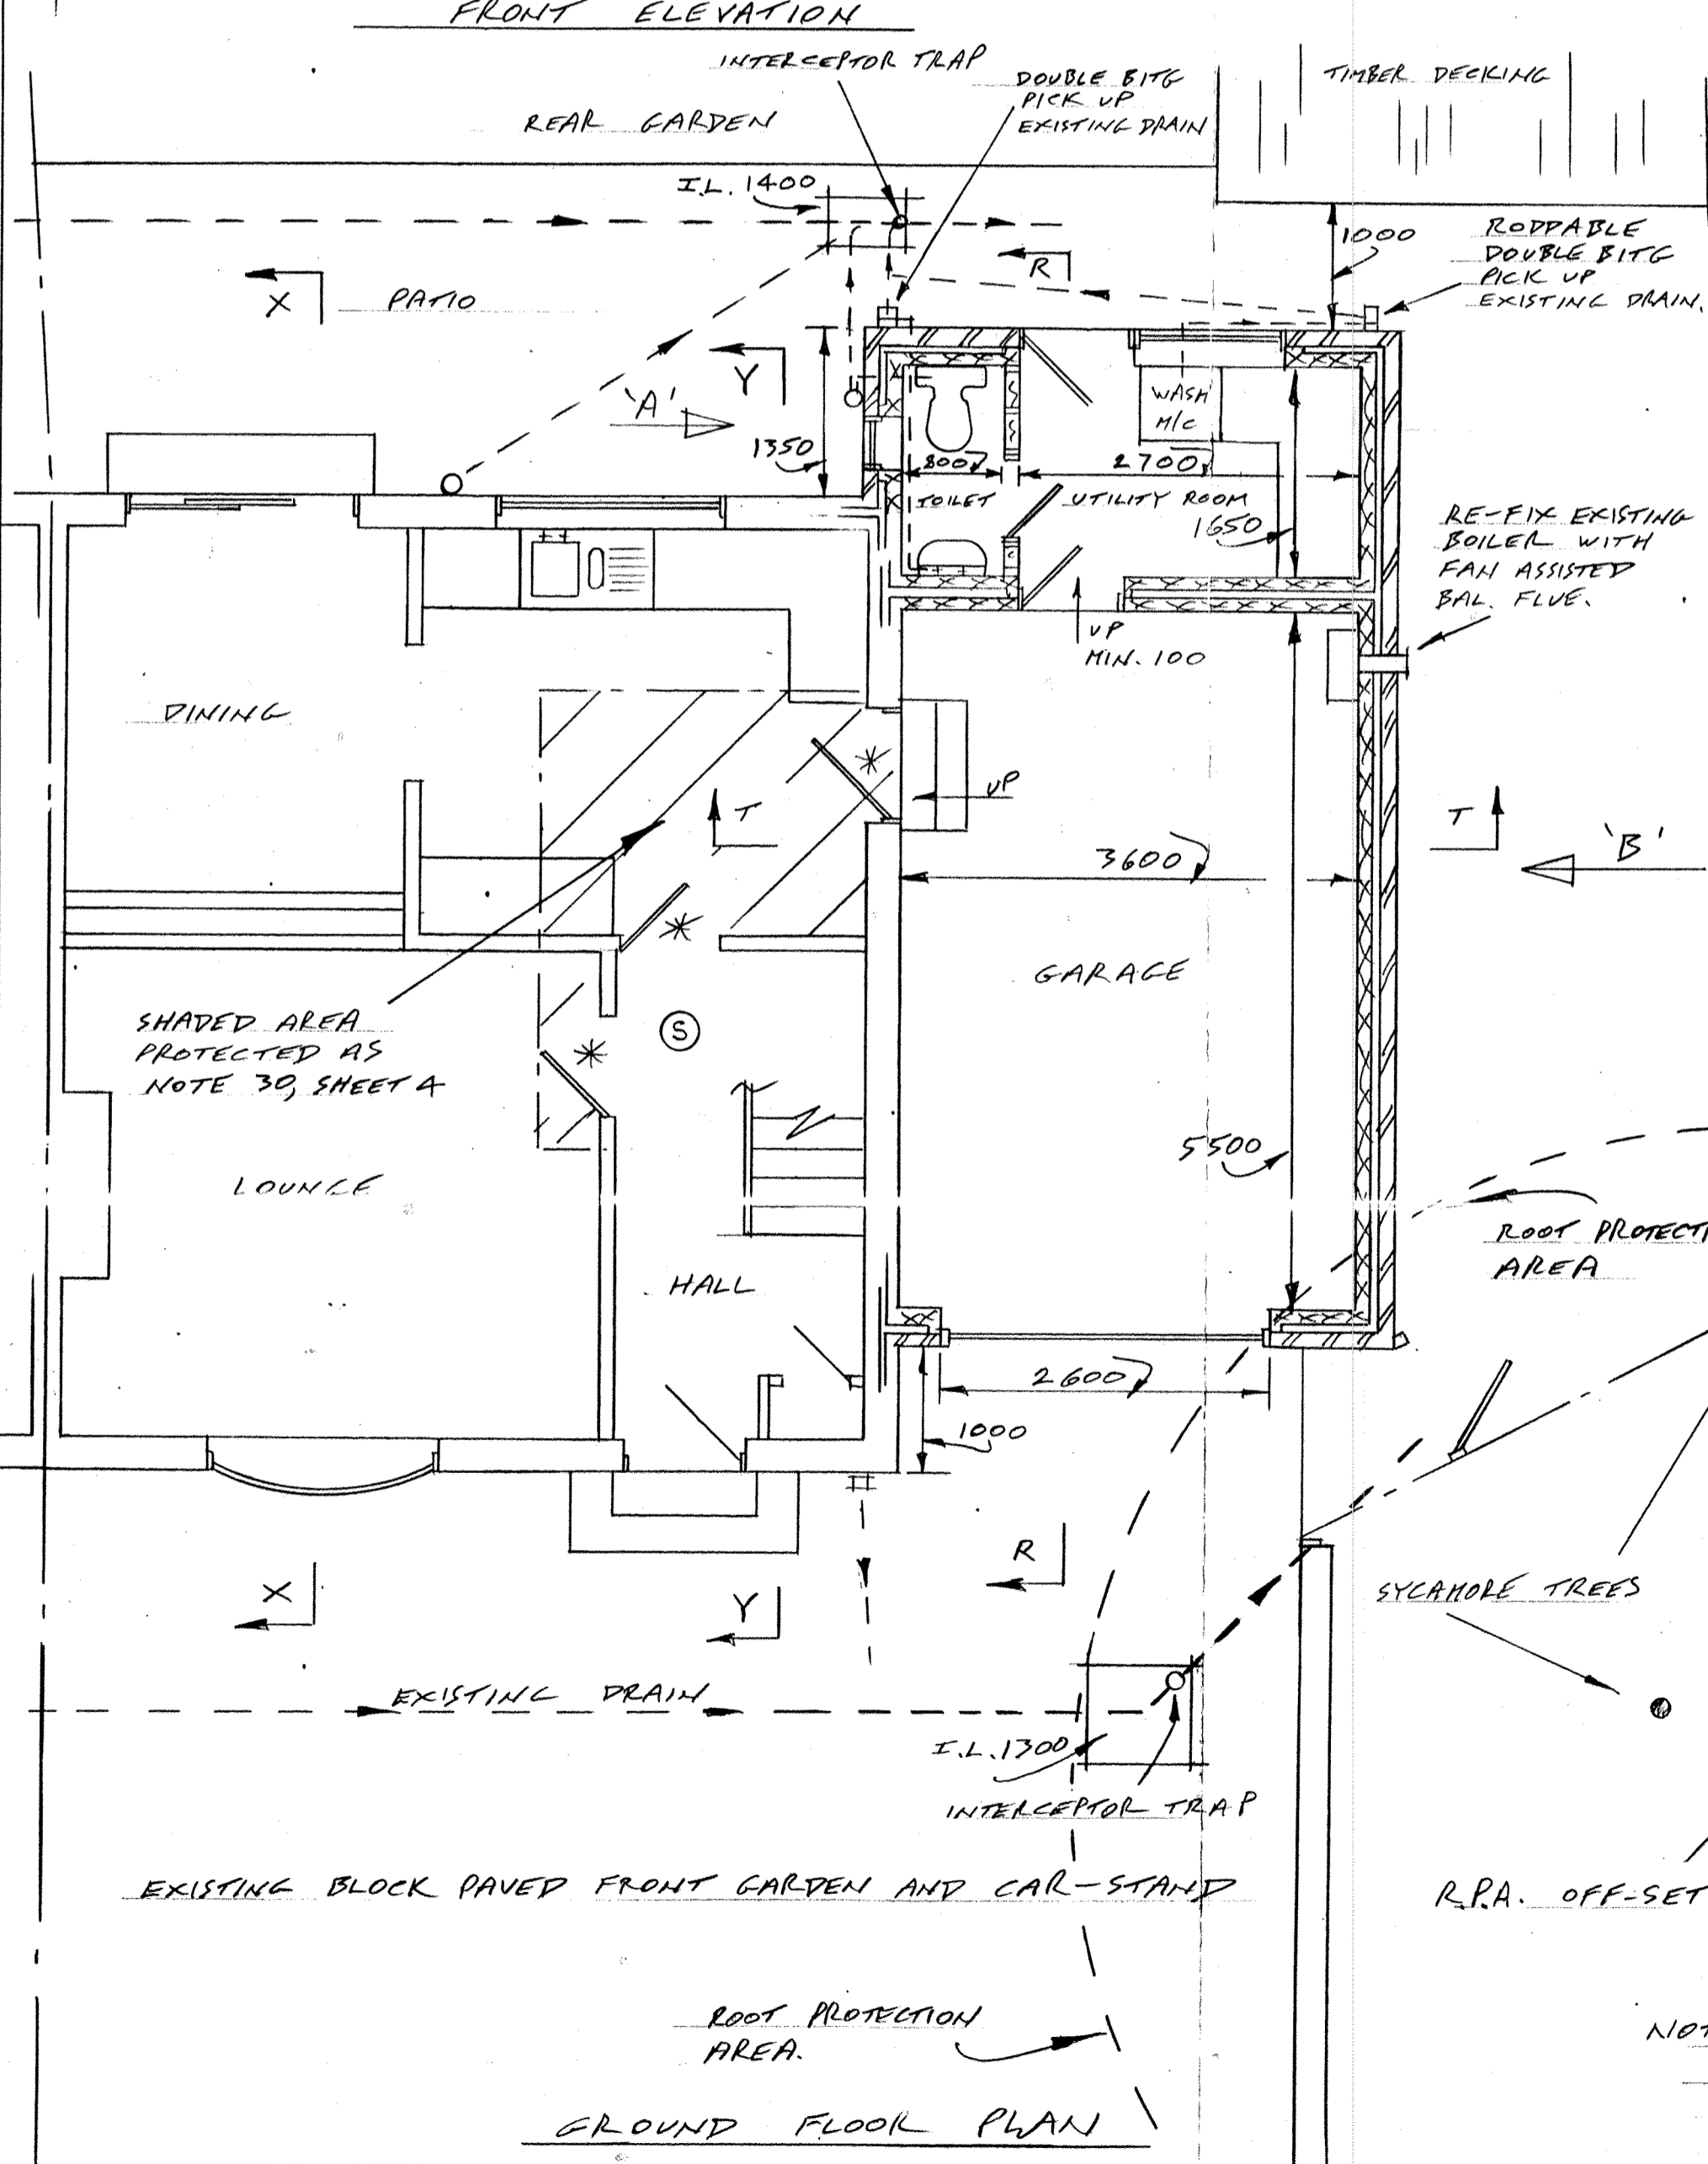 FRONT ELEVATION
INTERCEPTOR TRAP
DOUBLE BITG
PICK UP
EXISTING DRAIN
TIMBER DECKING
REAR GARDEN
I.L. 1400
1000
RODDABLE
DOUBLE BITG
PICK UP
EXISTING DRAIN.
R
X
PATIO
Y
'A'
1350
WASH
M/C
800
2700
TOILET
UTILITY ROOM
1650
RE-FIX EXISTING
BOILER WITH
FAN ASSISTED
BAL. FLUE.
UP
MIN. 100
DINING
UP
T
T
'B'
3600
GARAGE
SHADED AREA
PROTECTED AS
NOTE 30, SHEET 4
S
5500
LOUNGE
ROOT PROTECTI
AREA
HALL
2600
1000
R
X
Y
SYCAMORE TREES
EXISTING DRAIN
I.L. 1300
INTERCEPTOR TRAP
EXISTING BLOCK PAVED FRONT GARDEN AND CAR-STAND
R.P.A. OFF-SET
ROOT PROTECTION
AREA.
NOT
GROUND FLOOR PLAN